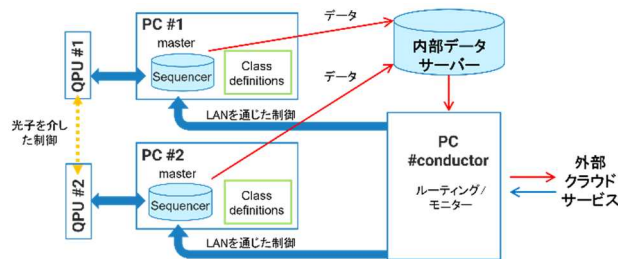 QPU #1
光子を介し
た制御
QPU #2
PC #1
master
Sequencer
Class
definitions
LANを通じた制御
PC #2
master
Sequencer
Class
definitions
LANを通じた制御
データ
データ
内部データ
サーバー
PC
#conductor
ルーティング/
モニター
外部
クラウド
サービス